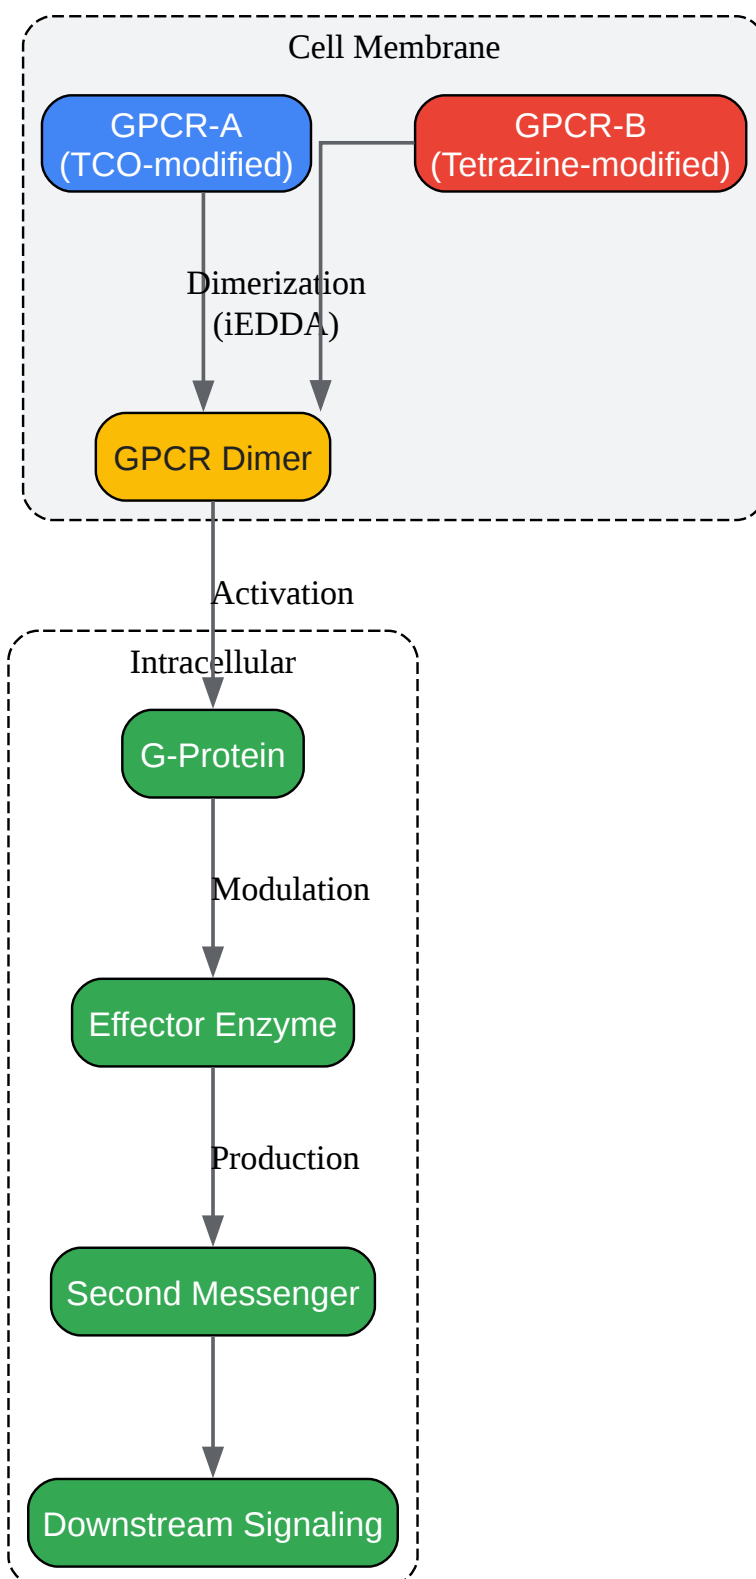 Cell Membrane
GPCR-A
(TCO-modified)
GPCR-B
(Tetrazine-modified)
Dimerization
(iEDDA)
GPCR Dimer
Activation
Intracellular
G-Protein
Modulation
Effector Enzyme
Production
Second Messenger
Downstream Signaling